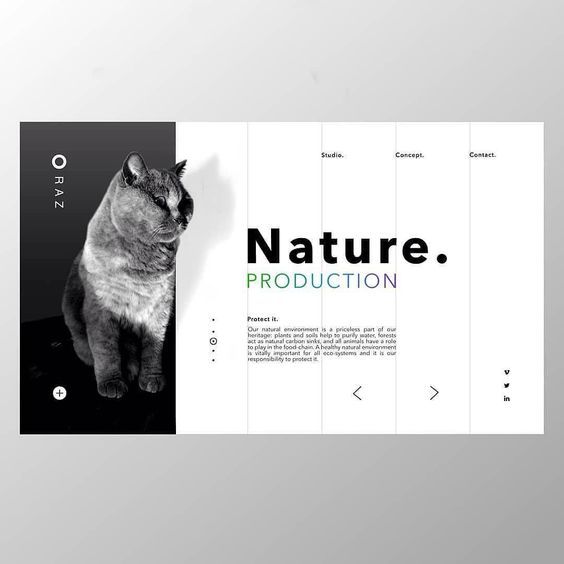 ORAZ
Studio.
Concept.
Contact.
Nature.
PRODUCTION
Protect it.
Our natural environment is a priceless part of our
heritage: plants and soils help to purify water, forests
act as natural carbon sinks, and all animals have a role
to play in the food-chain. A healthy natural environment
is vitally important for all eco-systems and it is our
responsibility to protect it.